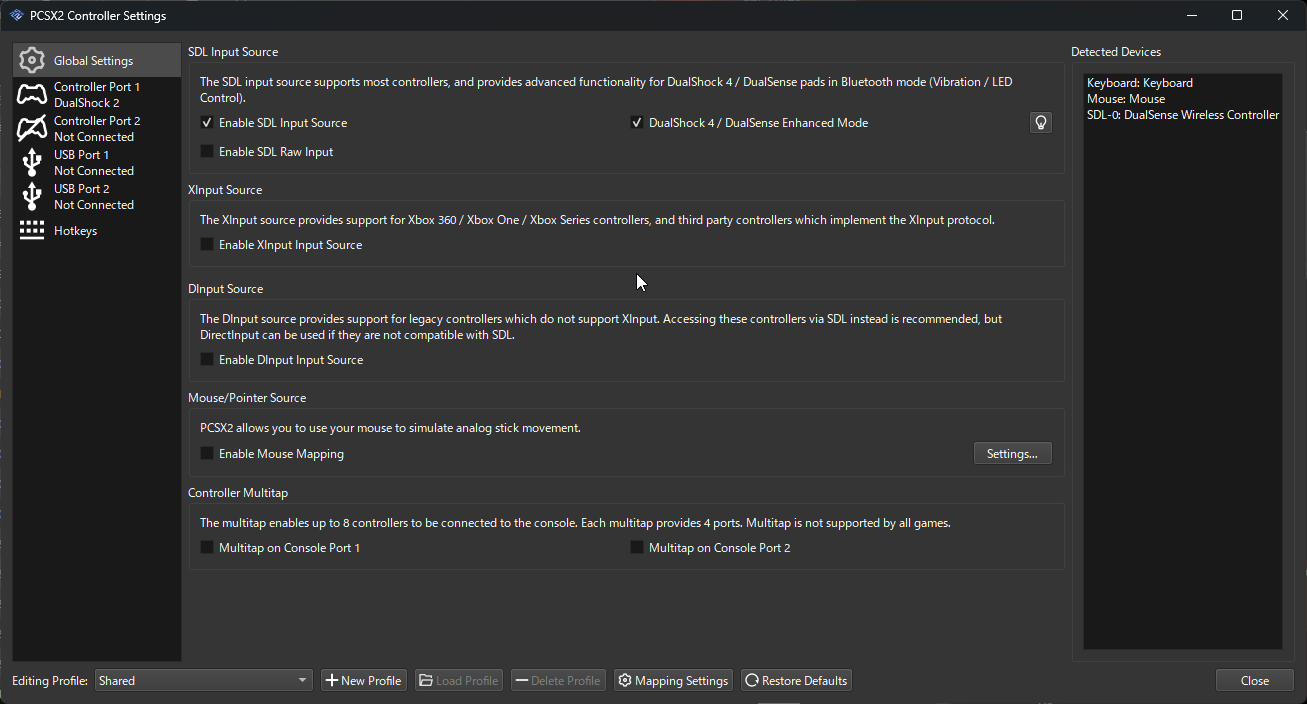 PCSX2 Controller Settings
Global Settings
Controller Port 1
DualShock 2
Controller Port 2
Not Connected
USB Port 1
Not Connected
USB Port 2
Not Connected
Hotkeys
SDL Input Source
The SDL input source supports most controllers, and provides advanced functionality for DualShock 4 / DualSense pads in Bluetooth mode (Vibration / LED
Control).
Enable SDL Input Source
DualShock 4 / DualSense Enhanced Mode
Enable SDL Raw Input
XInput Source
The XInput source provides support for Xbox 360 / Xbox One / Xbox Series controllers, and third party controllers which implement the XInput protocol.
Enable XInput Input Source
DInput Source
The DInput source provides support for legacy controllers which do not support XInput. Accessing these controllers via SDL instead is recommended, but
DirectInput can be used if they are not compatible with SDL.
Enable DInput Input Source
Mouse/Pointer Source
PCSX2 allows you to use your mouse to simulate analog stick movement.
Enable Mouse Mapping
Settings...
Controller Multitap
The multitap enables up to 8 controllers to be connected to the console. Each multitap provides 4 ports. Multitap is not supported by all games.
Multitap on Console Port 1
Multitap on Console Port 2
Detected Devices
Keyboard: Keyboard
Mouse: Mouse
SDL-0: DualSense Wireless Controller
Editing Profile:
Shared
New Profile
Load Profile
Delete Profile
Mapping Settings
Restore Defaults
Close